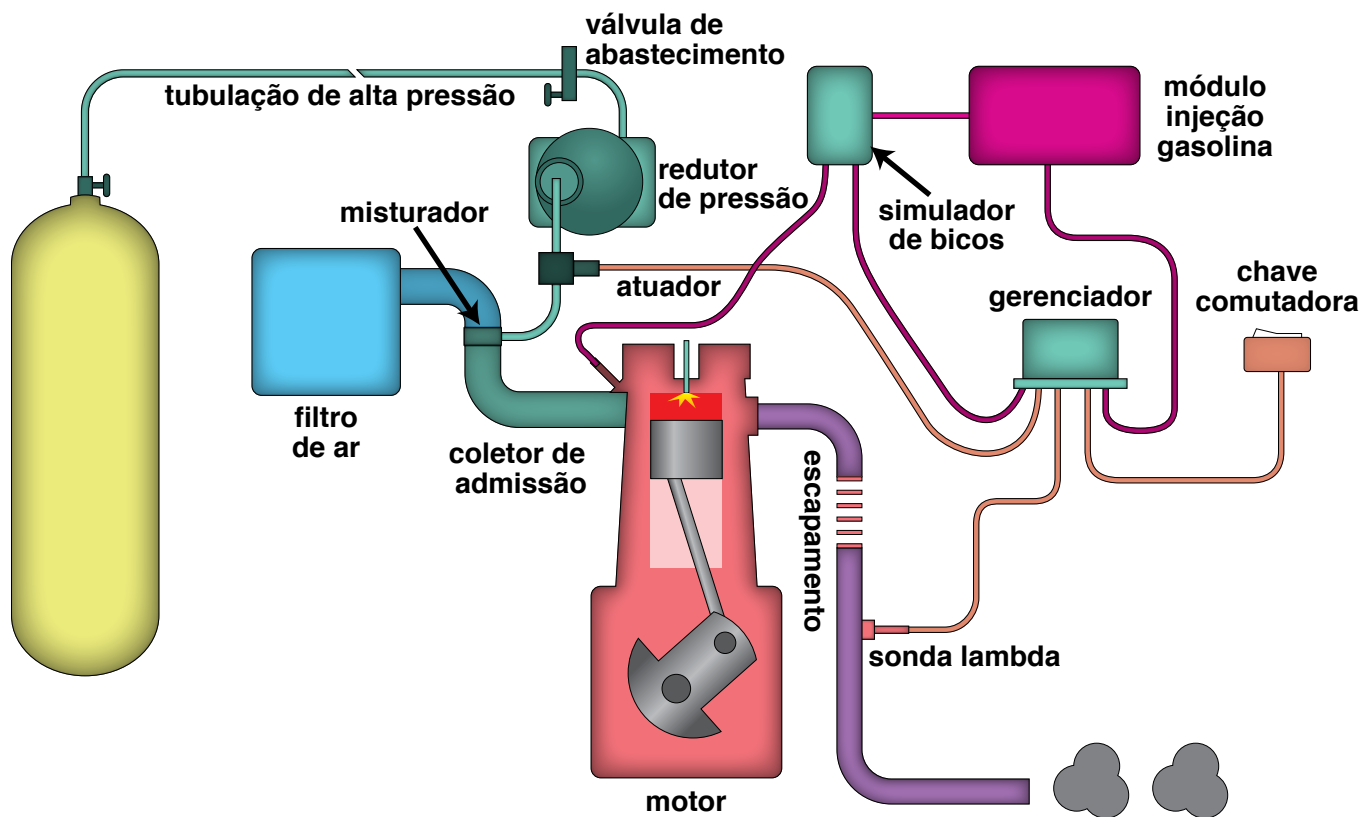 válvula de
abastecimento
tubulação de alta pressão
módulo
injeção
gasolina
redutor
de pressão
misturador
simulador
de bicos
atuador
gerenciador
chave
comutadora
filtro
de ar
coletor de
admissão
escapamento
sonda lambda
motor